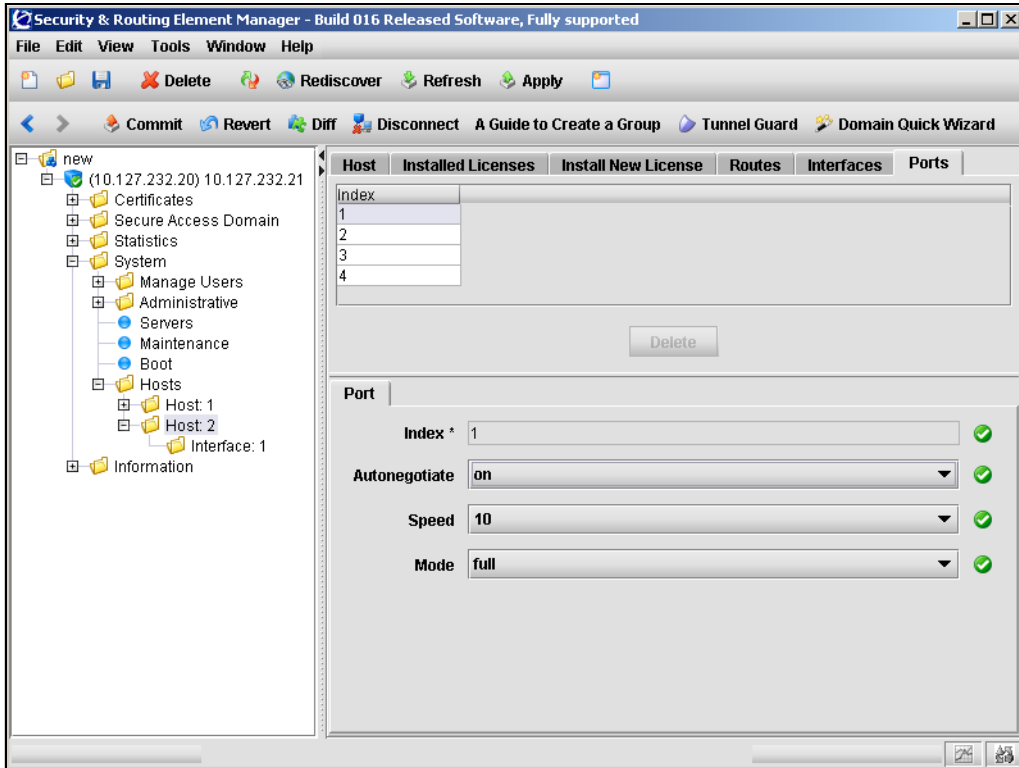 Security & Routing Element Manager - Build 016 Released Software, Fully supported
File Edit View Tools Window Help
Delete Rediscover Refresh Apply
Commit Revert Diff Disconnect A Guide to Create a Group Tunnel Guard Domain Quick Wizard
new
(10.127.232.20) 10.127.232.21
Certificates
Secure Access Domain
Statistics
System
Manage Users
Administrative
Servers
Maintenance
Boot
Hosts
Host: 1
Host: 2
Interface: 1
Information
Host Installed Licenses Install New License Routes Interfaces Ports
Index
1
2
3
4
Delete
Port
Index * 1
Autonegotiate on
Speed 10
Mode full